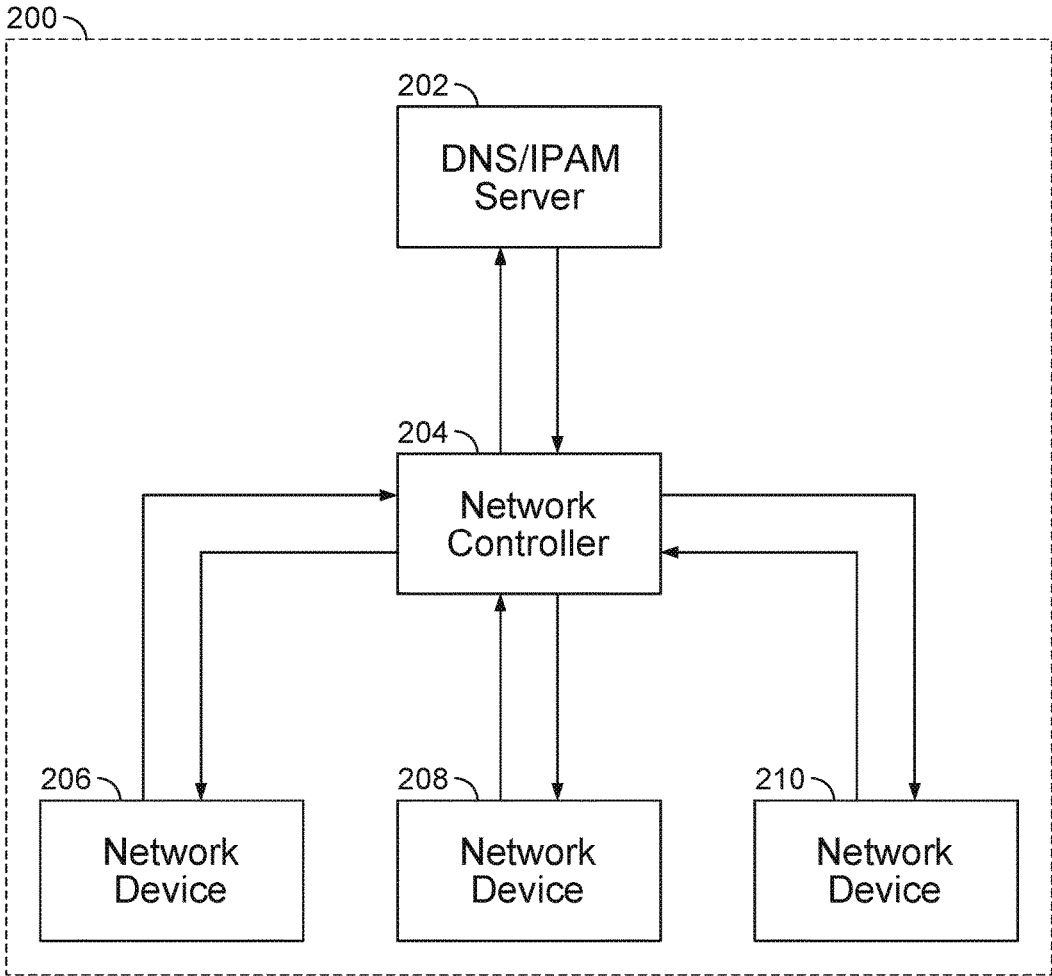 200
202
DNS/IPAM
Server
204
Network
Controller
206
Network
Device
208
Network
Device
210
Network
Device